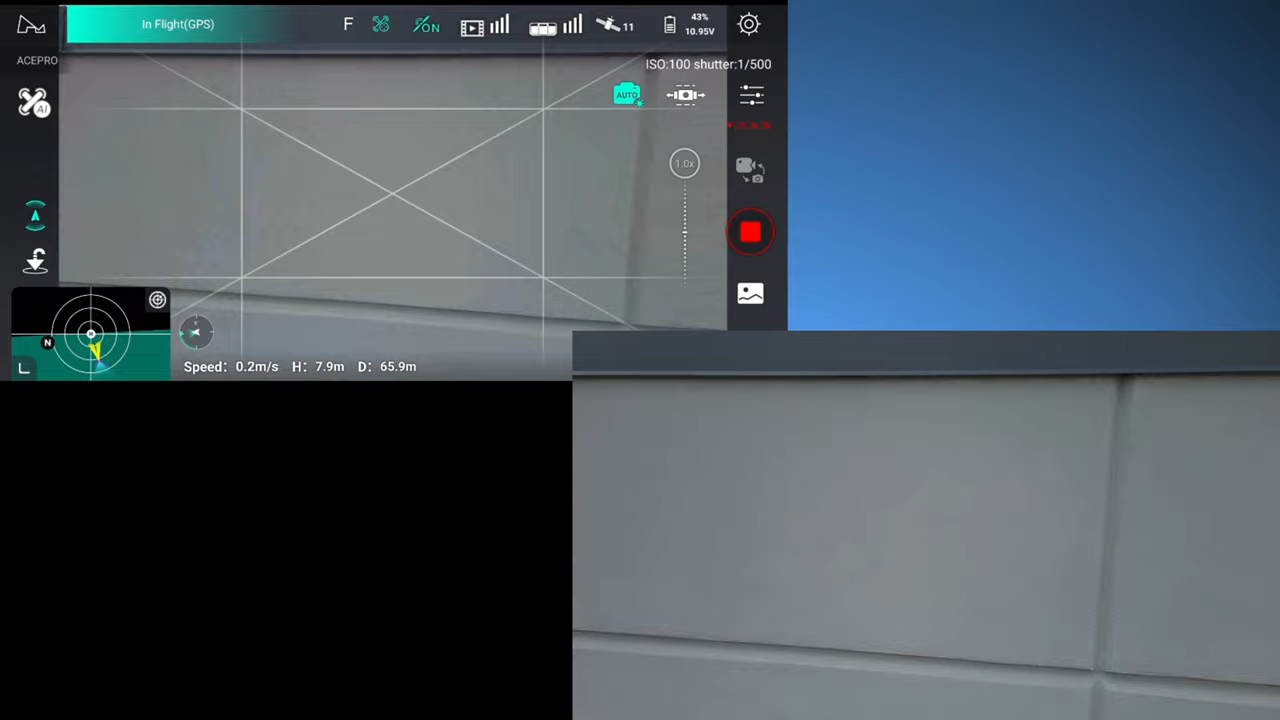 In Flight(GPS)
F
ON
11
43%
10.95V
ACEPRO
ISO:100 shutter:1/500
AI
AUTO
1.0x
N
H
Speed: 0.2m/s H: 7.9m D: 65.9m